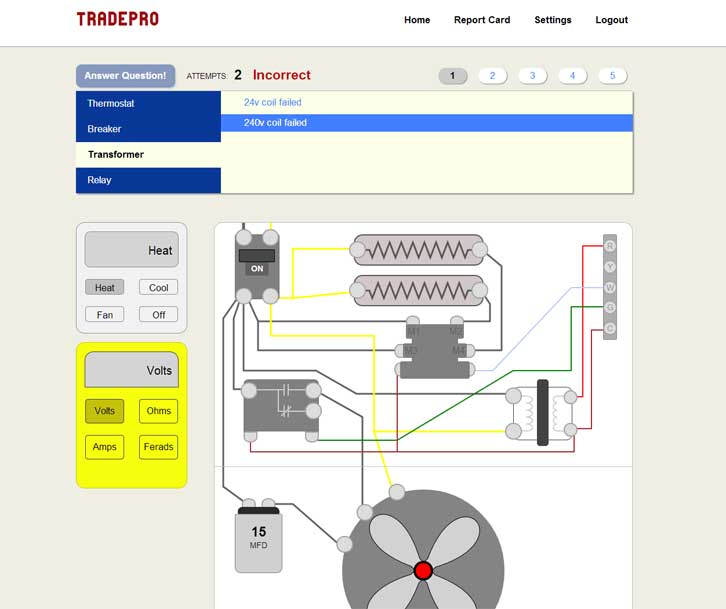 TRADEPRO
Home Report Card Settings Logout
Answer Question! ATTEMPTS: 2 Incorrect 1 2 3 4 5
Thermostat 24v coil failed
Breaker 240v coil failed
Transformer
Relay
Heat
Heat Cool
Fan Off
Volts
Volts Ohms
Amps Ferads
ON
M1 M2
M3 M4
R
Y
W
G
C
15
MFD